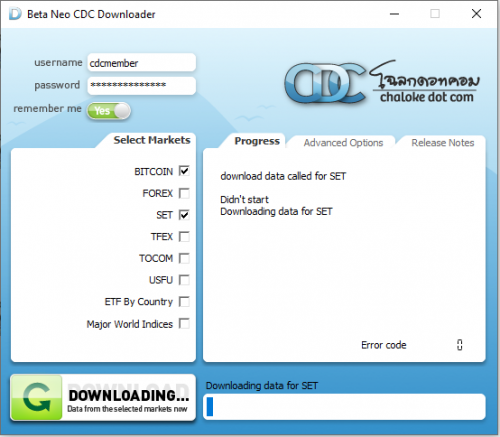 Beta Neo CDC Downloader
username cdcmember
password **************
remember me Yes
CDC โฉลกดอทคอม
chaloke dot com
Select Markets
BITCOIN
FOREX
SET
TFEX
TOCOM
USFU
ETF By Country
Major World Indices
Progress Advanced Options Release Notes
download data called for SET
Didn't start
Downloading data for SET
Error code 0
DOWNLOAD
DOWNLOADING...
Data from the selected markets now
Downloading data for SET